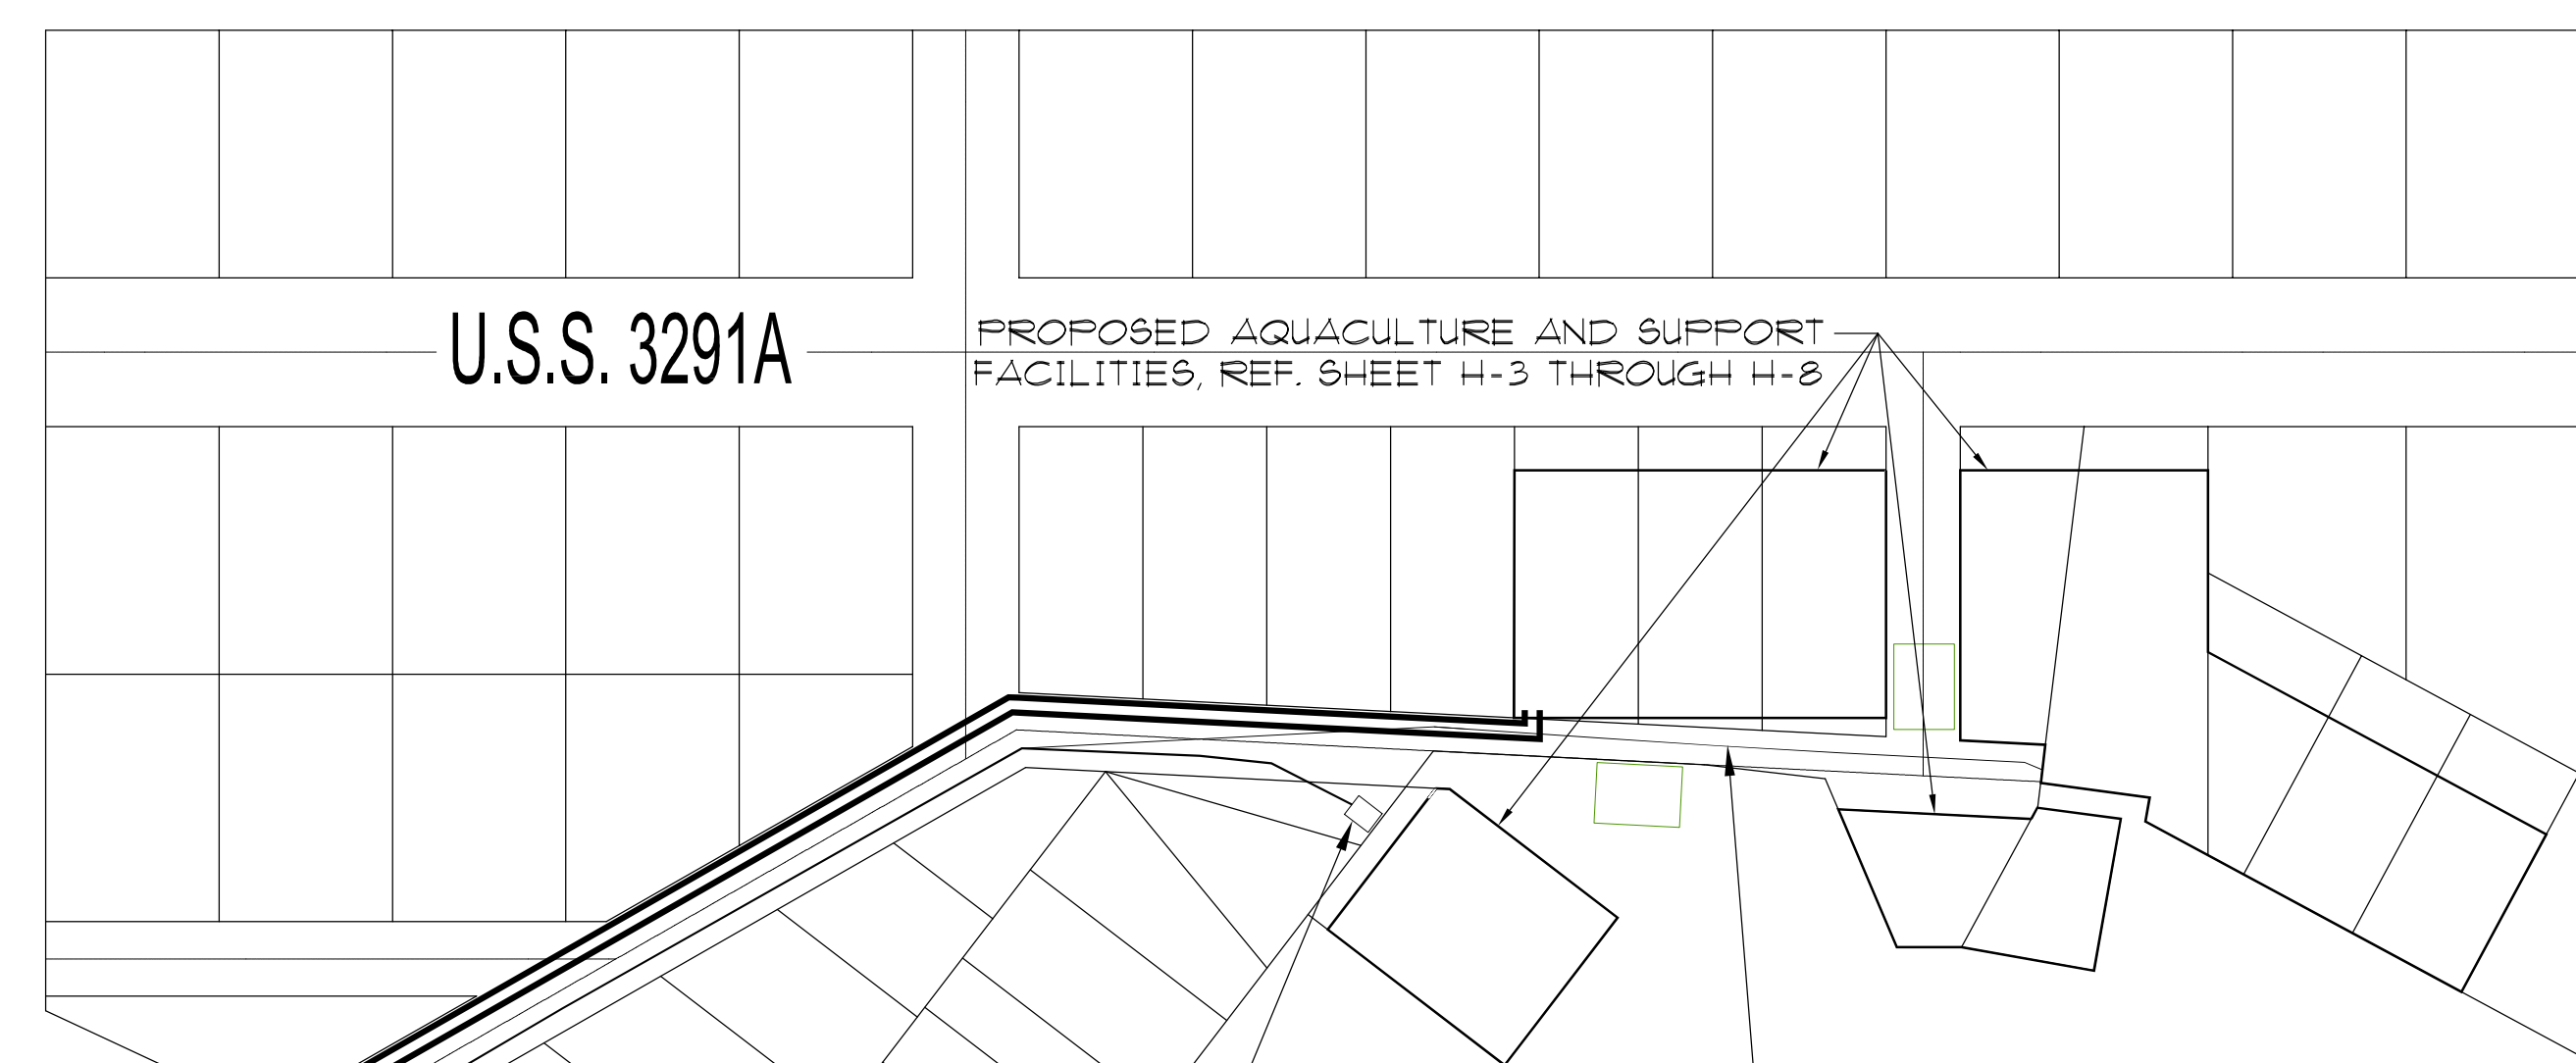 U.S.S. 3291A
PROPOSED AQUACULTURE AND SUPPORT
FACILITIES, REF. SHEET H-3 THROUGH H-8